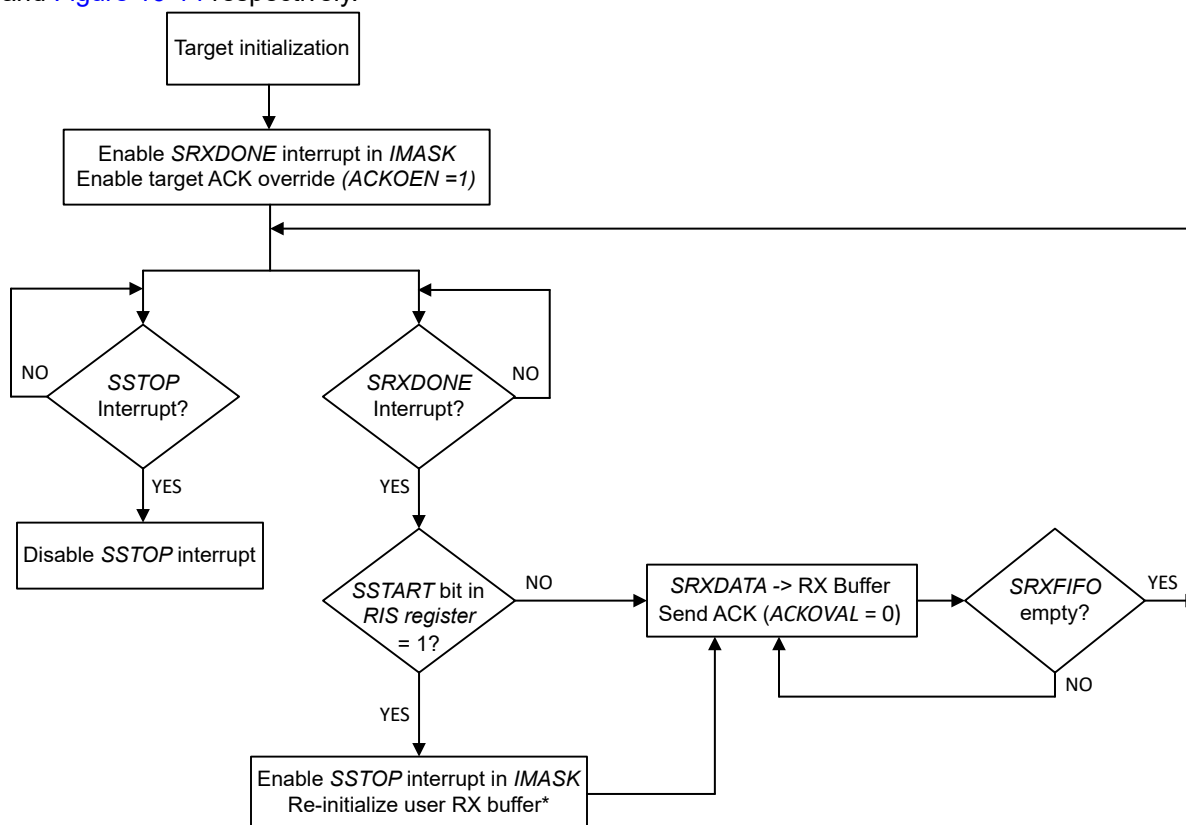 respectively.
Target initialization
Enable SRXDONE interrupt in IMASK
Enable target ACK override (ACKOEN =1)
NO
SSTOP
Interrupt?
YES
Disable SSTOP interrupt
SRXDONE
Interrupt?
NO
YES
SSTART bit in
RIS register
= 1?
NO
YES
SRXDATA -> RX Buffer
Send ACK (ACKOVAL = 0)
SRXFIFO
empty?
YES
NO
Enable SSTOP interrupt in IMASK
Re-initialize user RX buffer*